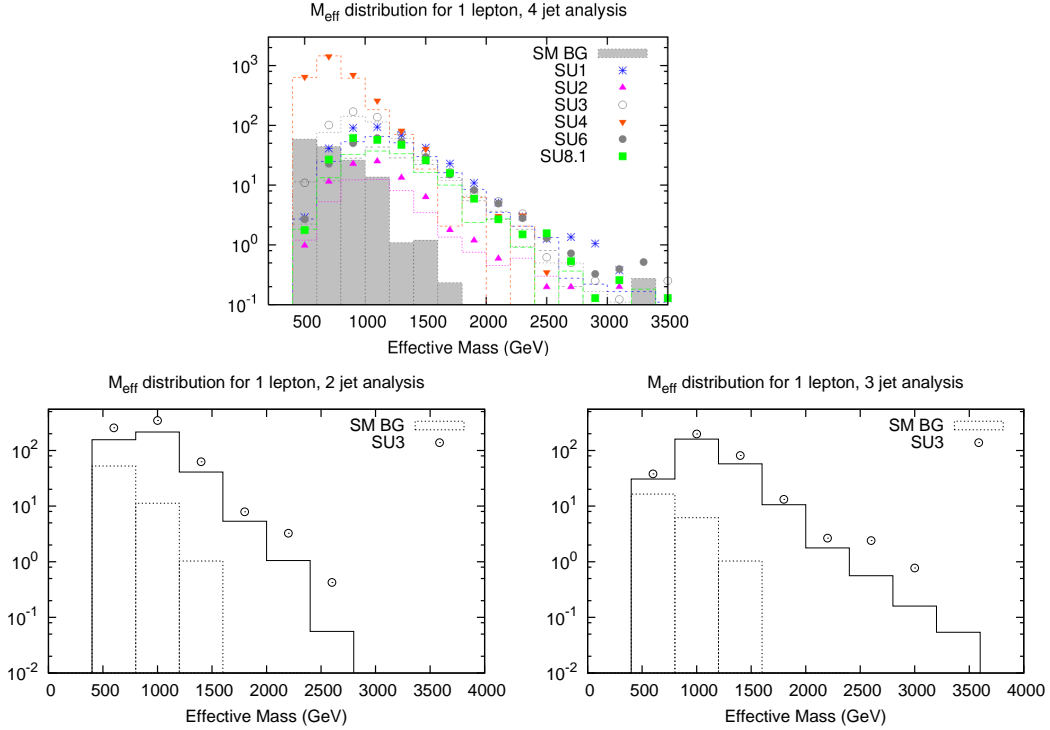 M_eff distribution for 1 lepton, 4 jet analysis
SM BG
SU1
SU2
SU3
SU4
SU6
SU8.1
10^3
10^2
10^1
10^0
10^-1
500 1000 1500 2000 2500 3000 3500
Effective Mass (GeV)
M_eff distribution for 1 lepton, 2 jet analysis
SM BG
SU3
10^2
10^1
10^0
10^-1
10^-2
0 500 1000 1500 2000 2500 3000 3500 4000
Effective Mass (GeV)
M_eff distribution for 1 lepton, 3 jet analysis
SM BG
SU3
10^2
10^1
10^0
10^-1
10^-2
0 500 1000 1500 2000 2500 3000 3500 4000
Effective Mass (GeV)